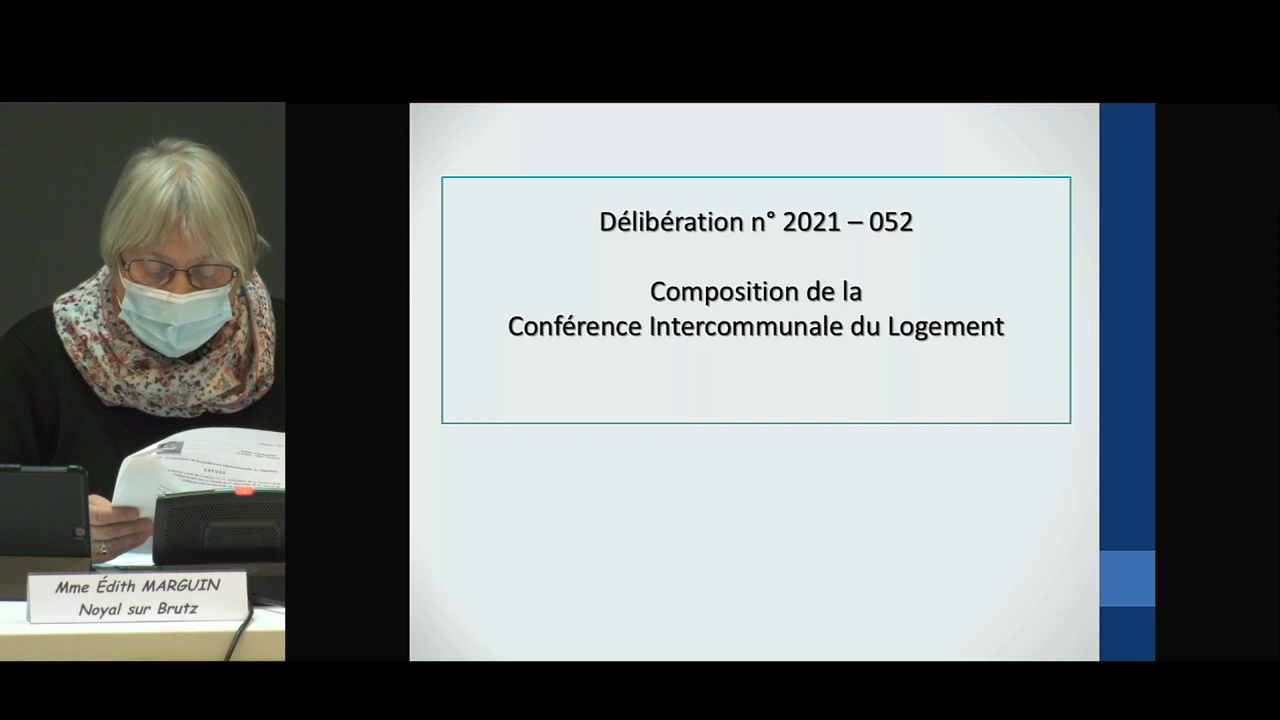 Délibération n° 2021 – 052
Composition de la
Conférence Intercommunale du Logement
Mme Édith MARGUIN
Noyal sur Brutz